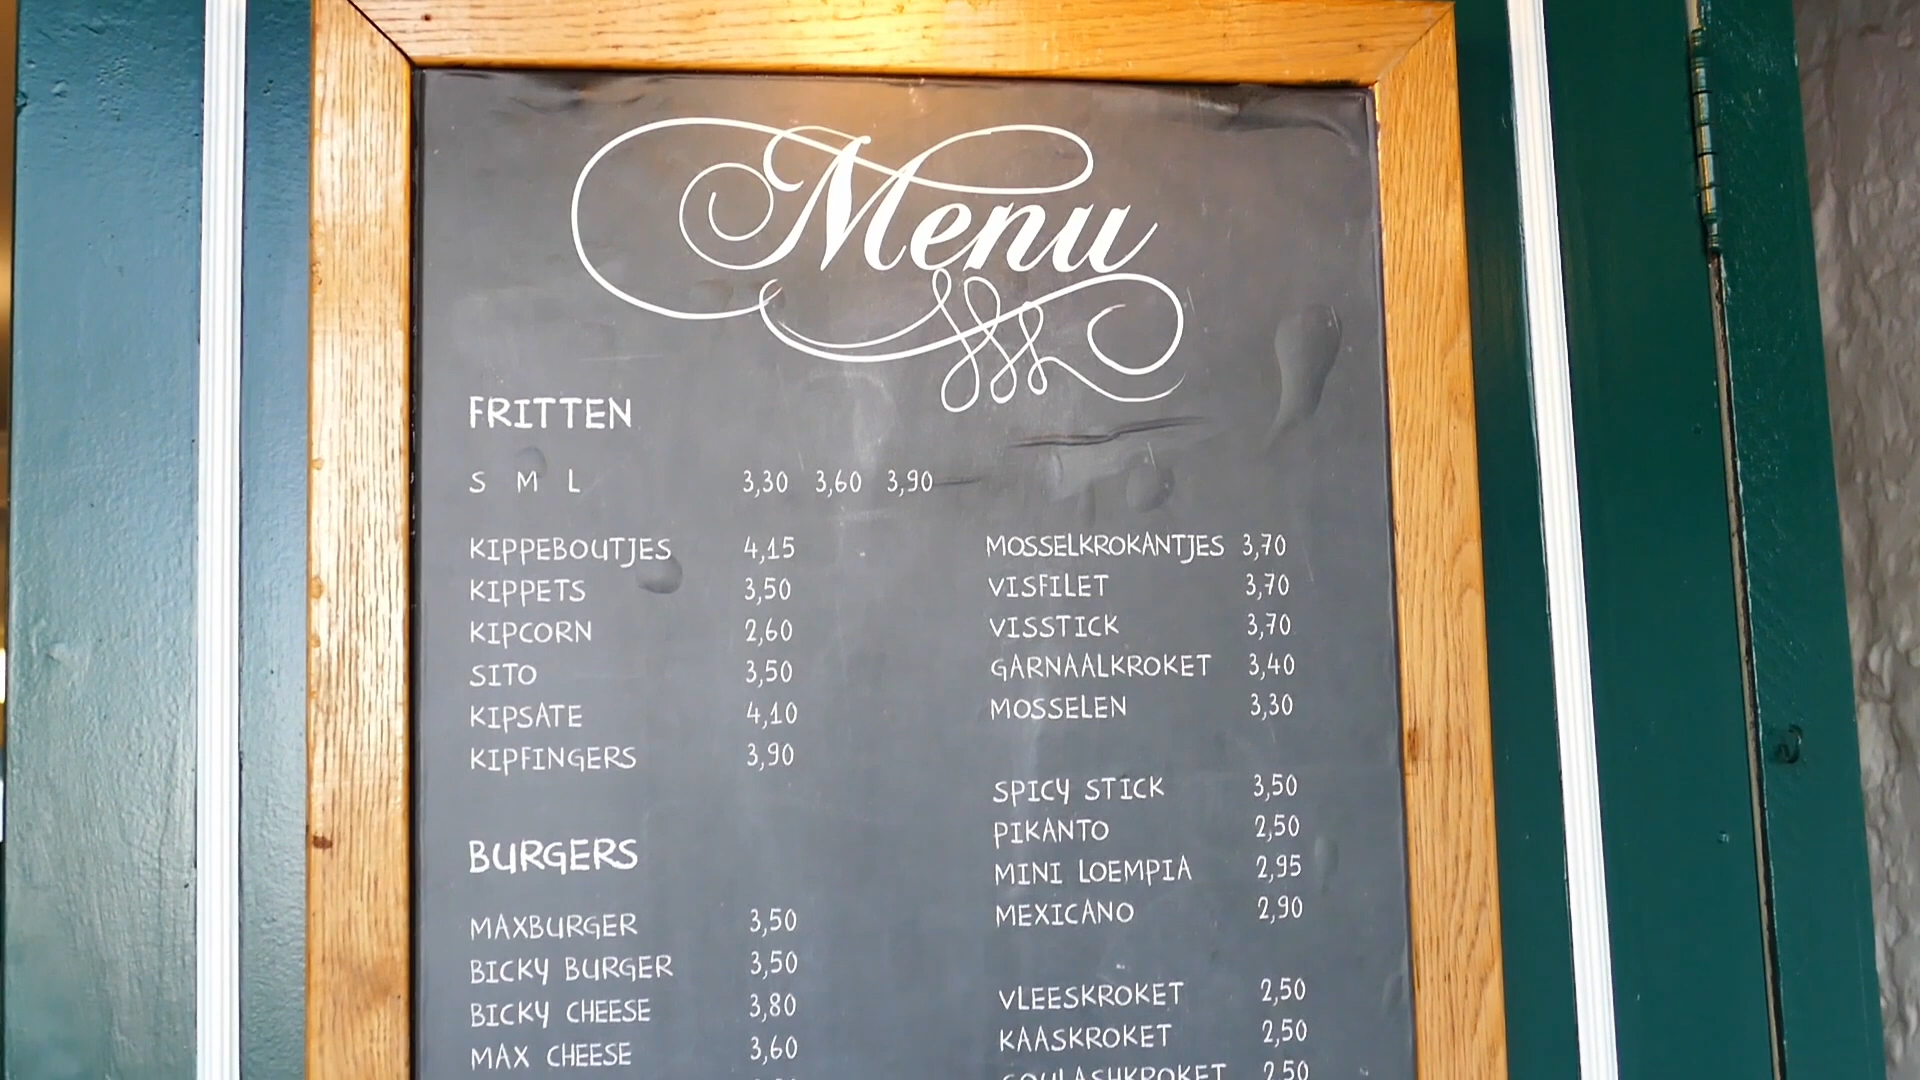 Menu
FRITTEN
S M L 3,30 3,60 3,90
KIPPEBOUTJES 4,15
KIPPETS 3,50
KIPCORN 2,60
SITO 3,50
KIPSATE 4,10
KIPFINGERS 3,90
BURGERS
MAXBURGER 3,50
BICKY BURGER 3,50
BICKY CHEESE 3,80
MAX CHEESE 3,60
MOSSELKROKANTJES 3,70
VISFILET 3,70
VISSTICK 3,70
GARNAALKROKET 3,40
MOSSELEN 3,30
SPICY STICK 3,50
PIKANTO 2,50
MINI LOEMPIA 2,95
MEXICANO 2,90
VLEESKROKET 2,50
KAASKROKET 2,50
GOULASHKROKET 2,50